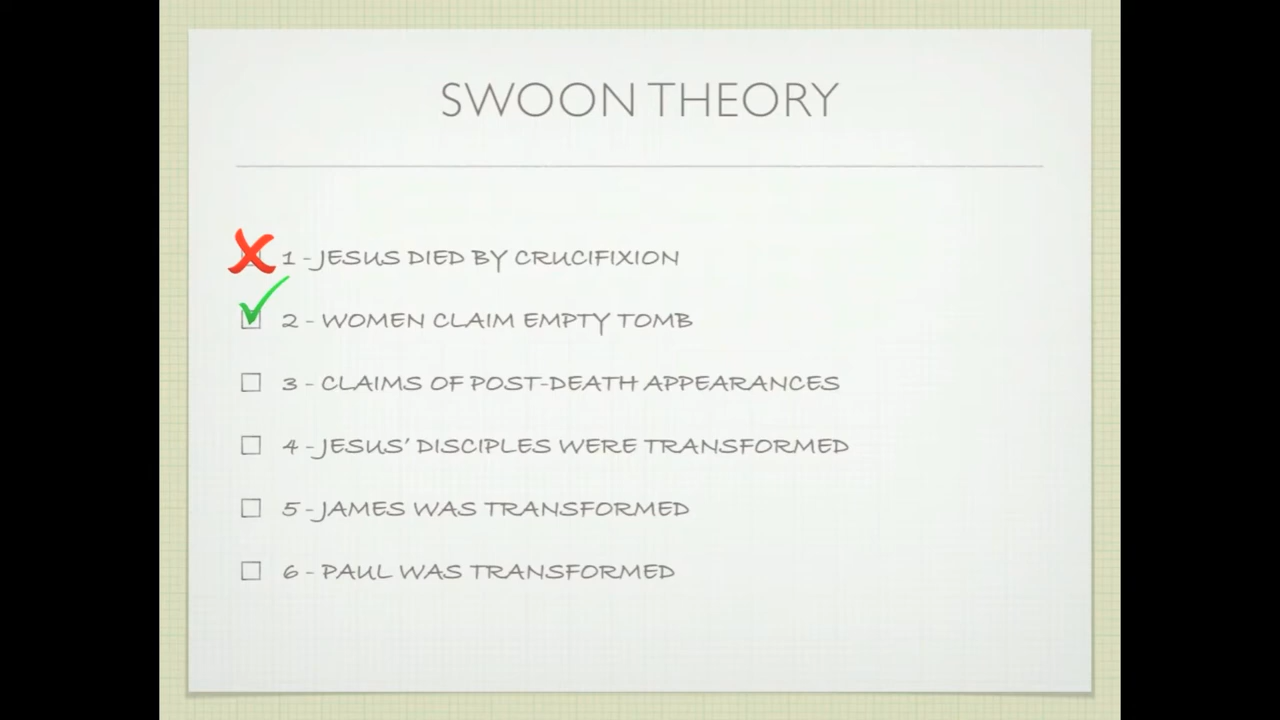 SWOON THEORY
1 - JESUS DIED BY CRUCIFIXION
2 - WOMEN CLAIM EMPTY TOMB
3 - CLAIMS OF POST-DEATH APPEARANCES
4 - JESUS' DISCIPLES WERE TRANSFORMED
5 - JAMES WAS TRANSFORMED
6 - PAUL WAS TRANSFORMED